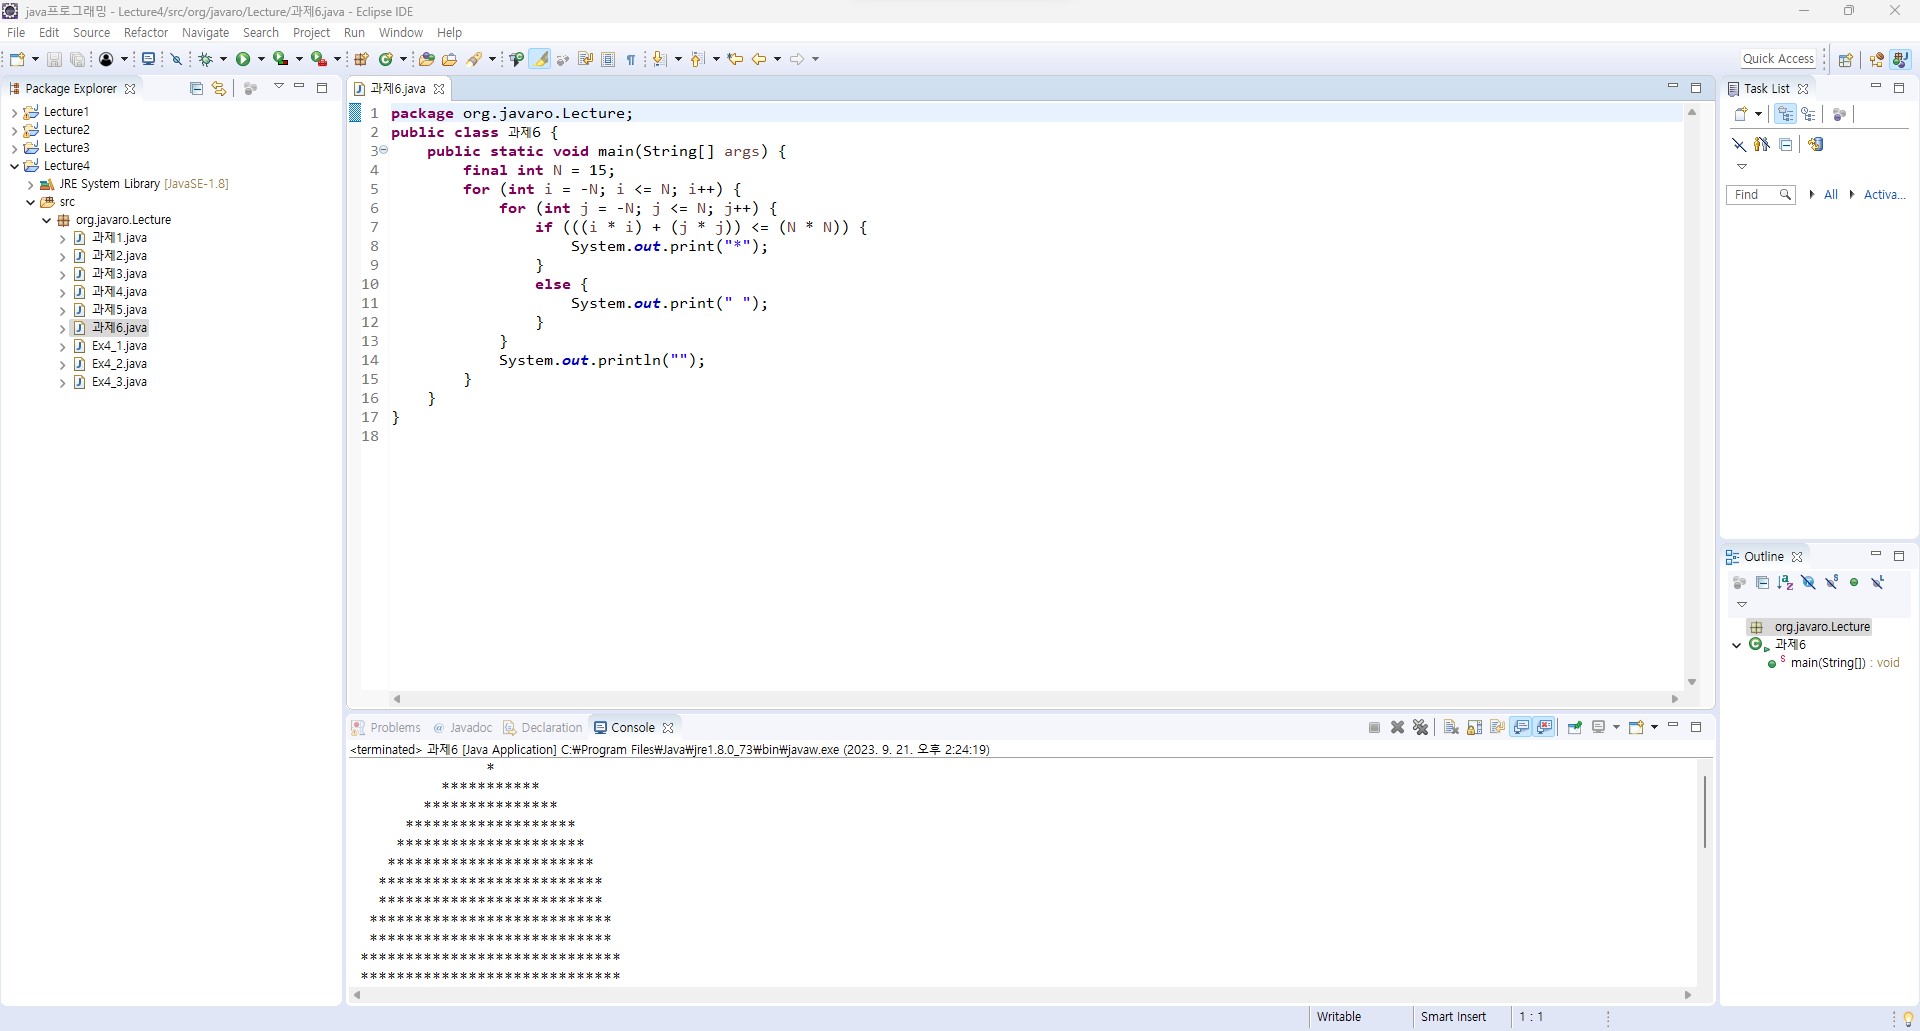 java프로그래밍 - Lecture4/src/org/javaro/Lecture/과제6.java - Eclipse IDE
File Edit Source Refactor Navigate Search Project Run Window Help
Quick Access
Package Explorer
Lecture1
Lecture2
Lecture3
Lecture4
JRE System Library [JavaSE-1.8]
src
org.javaro.Lecture
과제1.java
과제2.java
과제3.java
과제4.java
과제5.java
과제6.java
Ex4_1.java
Ex4_2.java
Ex4_3.java
과제6.java
1 package org.javaro.Lecture;
2 public class 과제6 {
3     public static void main(String[] args) {
4         final int N = 15;
5         for (int i = -N; i <= N; i++) {
6             for (int j = -N; j <= N; j++) {
7                 if (((i * i) + (j * j)) <= (N * N)) {
8                     System.out.print("*");
9                 }
10                 else {
11                     System.out.print(" ");
12                 }
13             }
14             System.out.println("");
15         }
16     }
17 }
18
Problems @ Javadoc Declaration Console
<terminated> 과제6 [Java Application] C:₩Program Files₩Java₩jre1.8.0_73₩bin₩javaw.exe (2023. 9. 21. 오후 2:24:19)
               *
          ***********
        ***************
      *******************
     *********************
    ***********************
   *************************
   *************************
  ***************************
  ***************************
 *****************************
 *****************************
Task List
Find All Activa...
Outline
org.javaro.Lecture
과제6
main(String[]) : void
Writable Smart Insert 1 : 1